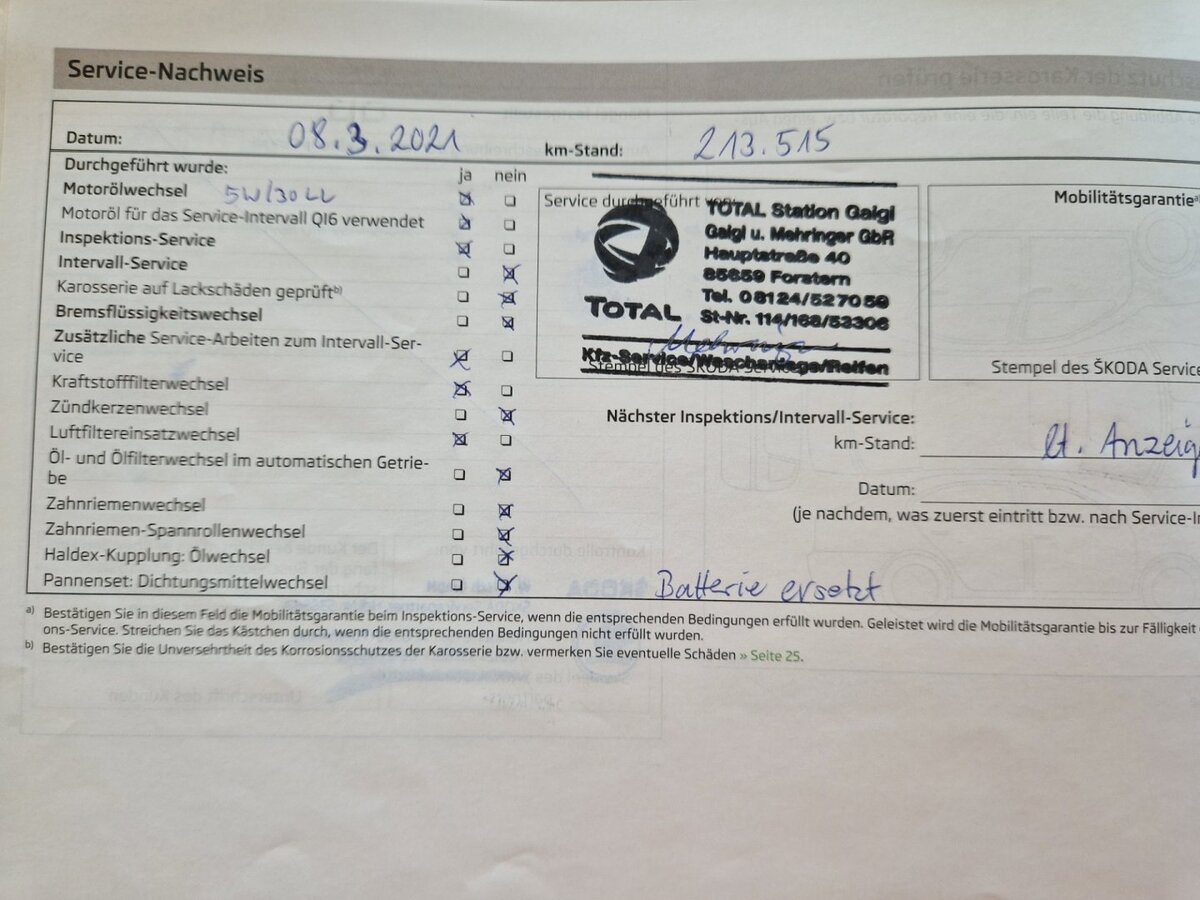 Service-Nachweis
Datum: 08.3.2021 km-Stand: 213.515
Durchgeführt wurde: ja nein
Motorölwechsel 5W/30 LL
Motoröl für das Service-Intervall QI6 verwendet
Inspektions-Service
Intervall-Service
Karosserie auf Lackschäden geprüft b)
Bremsflüssigkeitswechsel
Zusätzliche Service-Arbeiten zum Intervall-Ser-
vice
Kraftstofffilterwechsel
Zündkerzenwechsel
Luftfiltereinsatzwechsel
Öl- und Ölfilterwechsel im automatischen Getrie-
be
Zahnriemenwechsel
Zahnriemen-Spannrollenwechsel
Haldex-Kupplung: Ölwechsel
Pannenset: Dichtungsmittelwechsel
Service durchgeführt von:
TOTAL Station Gaigl
Gaigl u. Mehringer GbR
Hauptstraße 40
85659 Forstern
Tel. 08124/527059
TOTAL St-Nr. 114/168/53306
Kfz-Service/Waschanlage/Reifen
Stempel des ŠKODA Service
Mobilitätsgarantie a)
Stempel des ŠKODA Service
Nächster Inspektions/Intervall-Service:
km-Stand: lt. Anzeig
Datum:
(je nachdem, was zuerst eintritt bzw. nach Service-In
Batterie ersetzt
a) Bestätigen Sie in diesem Feld die Mobilitätsgarantie beim Inspektions-Service, wenn die entsprechenden Bedingungen erfüllt wurden. Geleistet wird die Mobilitätsgarantie bis zur Fälligkeit
ons-Service. Streichen Sie das Kästchen durch, wenn die entsprechenden Bedingungen nicht erfüllt wurden.
b) Bestätigen Sie die Unversehrtheit des Korrosionsschutzes der Karosserie bzw. vermerken Sie eventuelle Schäden » Seite 25.